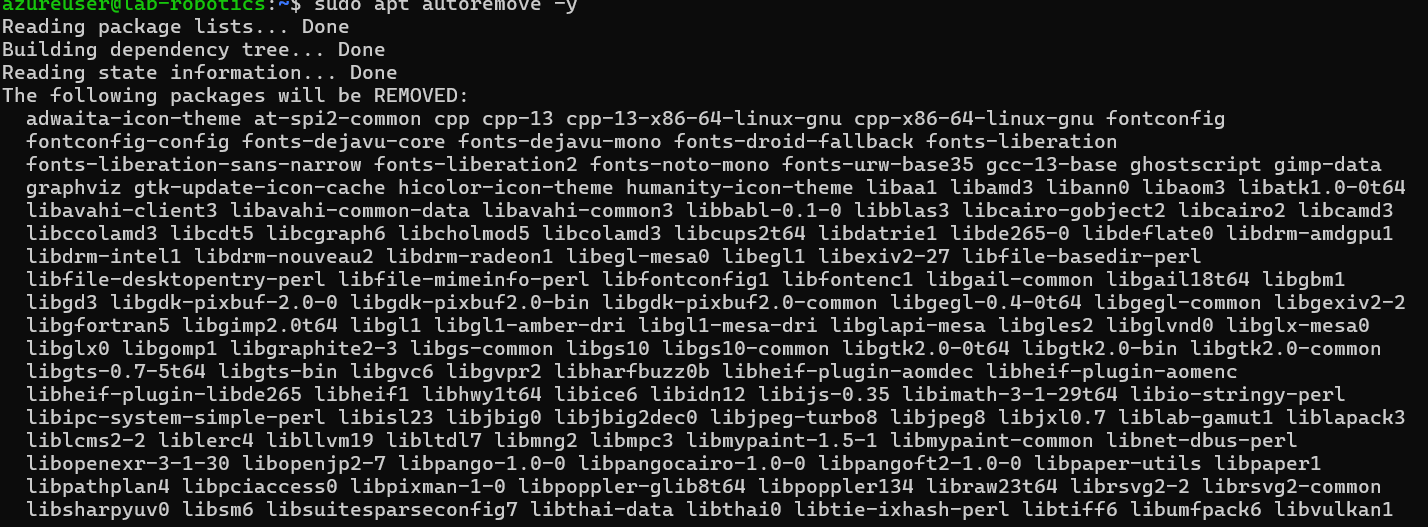 azureuser@lab-robotics:~$ sudo apt autoremove -y
Reading package lists... Done
Building dependency tree... Done
Reading state information... Done
The following packages will be REMOVED:
  adwaita-icon-theme at-spi2-common cpp cpp-13 cpp-13-x86-64-linux-gnu cpp-x86-64-linux-gnu fontconfig
  fontconfig-config fonts-dejavu-core fonts-dejavu-mono fonts-droid-fallback fonts-liberation
  fonts-liberation-sans-narrow fonts-liberation2 fonts-noto-mono fonts-urw-base35 gcc-13-base ghostscript gimp-data
  graphviz gtk-update-icon-cache hicolor-icon-theme humanity-icon-theme libaa1 libamd3 libann0 libaom3 libatk1.0-0t64
  libavahi-client3 libavahi-common-data libavahi-common3 libbabl-0.1-0 libblas3 libcairo-gobject2 libcairo2 libcamd3
  libccolamd3 libcdt5 libcgraph6 libcholmod5 libcolamd3 libcups2t64 libdatrie1 libde265-0 libdeflate0 libdrm-amdgpu1
  libdrm-intel1 libdrm-nouveau2 libdrm-radeon1 libegl-mesa0 libegl1 libexiv2-27 libfile-basedir-perl
  libfile-desktopentry-perl libfile-mimeinfo-perl libfontconfig1 libfontenc1 libgail-common libgail18t64 libgbm1
  libgd3 libgdk-pixbuf-2.0-0 libgdk-pixbuf2.0-bin libgdk-pixbuf2.0-common libgegl-0.4-0t64 libgegl-common libgexiv2-2
  libgfortran5 libgimp2.0t64 libgl1 libgl1-amber-dri libgl1-mesa-dri libglapi-mesa libgles2 libglvnd0 libglx-mesa0
  libglx0 libgomp1 libgraphite2-3 libgs-common libgs10 libgs10-common libgtk2.0-0t64 libgtk2.0-bin libgtk2.0-common
  libgts-0.7-5t64 libgts-bin libgvc6 libgvpr2 libharfbuzz0b libheif-plugin-aomdec libheif-plugin-aomenc
  libheif-plugin-libde265 libheif1 libhwy1t64 libice6 libidn12 libijs-0.35 libimath-3-1-29t64 libio-stringy-perl
  libipc-system-simple-perl libisl23 libjbig0 libjbig2dec0 libjpeg-turbo8 libjpeg8 libjxl0.7 liblab-gamut1 liblapack3
  liblcms2-2 liblerc4 libllvm19 libltdl7 libmng2 libmpc3 libmypaint-1.5-1 libmypaint-common libnet-dbus-perl
  libopenexr-3-1-30 libopenjp2-7 libpango-1.0-0 libpangocairo-1.0-0 libpangoft2-1.0-0 libpaper-utils libpaper1
  libpathplan4 libpciaccess0 libpixman-1-0 libpoppler-glib8t64 libpoppler134 libraw23t64 librsvg2-2 librsvg2-common
  libsharpyuv0 libsm6 libsuitesparseconfig7 libthai-data libthai0 libtie-ixhash-perl libtiff6 libumfpack6 libvulkan1